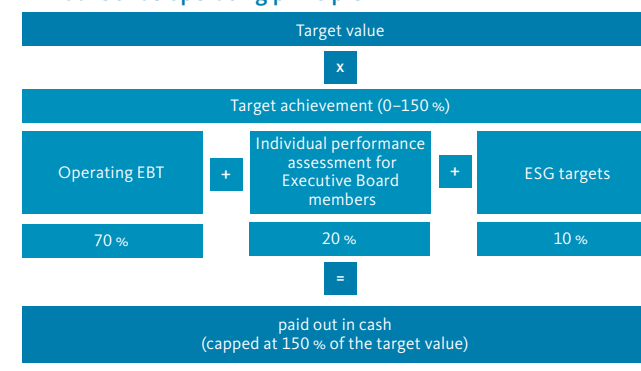 Target value
x
Target achievement (0–150 %)
Operating EBT
+
Individual performance
assessment for
Executive Board
members
+
ESG targets
70 %
20 %
10 %
=
paid out in cash
(capped at 150 % of the target value)